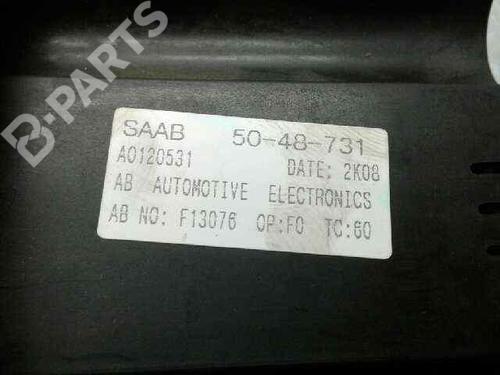 SAAB 50-48-731
A0120531 DATE: 2K08
AB AUTOMOTIVE ELECTRONICS
AB NO: F13076 OP:F0 TC:60
B-PARTS